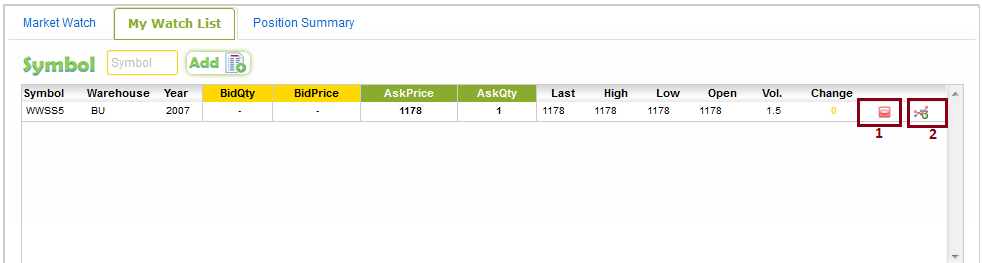 Market Watch My Watch List Position Summary
Symbol Symbol Add
Symbol Warehouse Year BidQty BidPrice AskPrice AskQty Last High Low Open Vol. Change
WWSS5 BU 2007 - - 1178 1 1178 1178 1178 1178 1.5 0
1 2